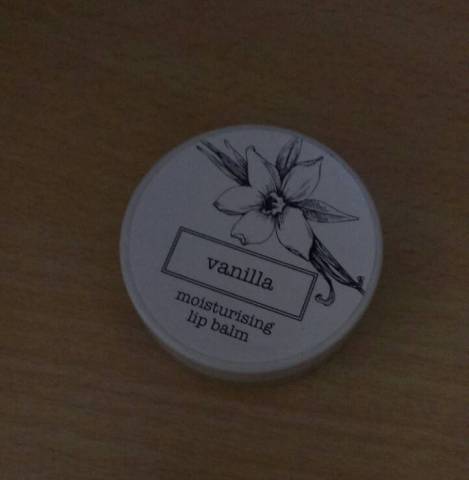 vanilla
moisturising
lip balm